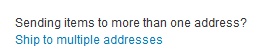 Sending items to more than one address?
Ship to multiple addresses